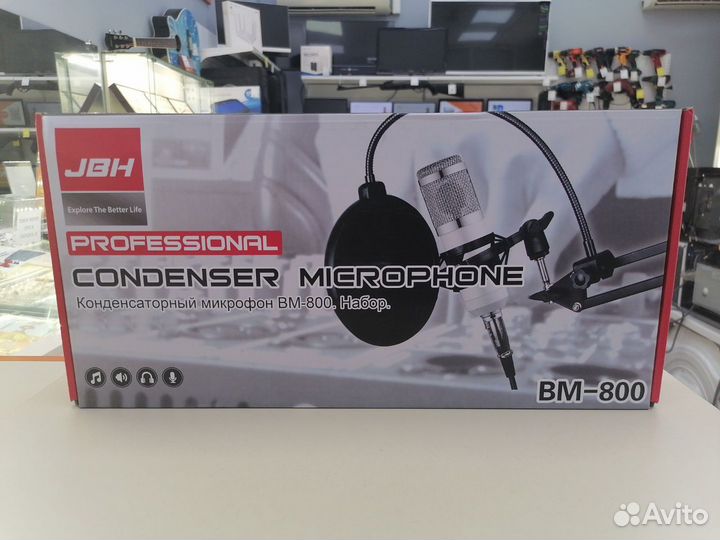 JBH
Explore The Better Life
PROFESSIONAL
CONDENSER MICROPHONE
Конденсаторный микрофон BM-800. Набор.
BM-800
Avito